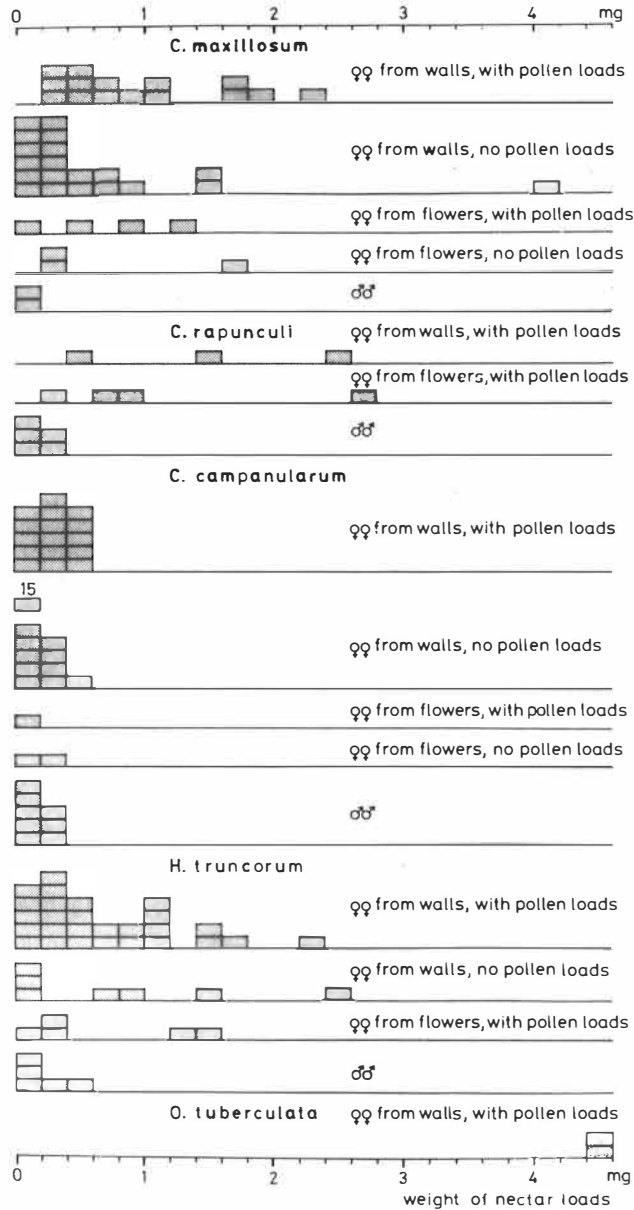 0 1 2 3 4 mg
C. maxillosum
♀♀ from walls, with pollen loads
♀♀ from walls, no pollen loads
♀♀ from flowers, with pollen loads
♀♀ from flowers, no pollen loads
♂♂
C. rapunculi ♀♀ from walls, with pollen loads
♀♀ from flowers, with pollen loads
♂♂
C. campanularum
♀♀ from walls, with pollen loads
15
♀♀ from walls, no pollen loads
♀♀ from flowers, with pollen loads
♀♀ from flowers, no pollen loads
♂♂
H. truncorum
♀♀ from walls, with pollen loads
♀♀ from walls, no pollen loads
♀♀ from flowers, with pollen loads
♂♂
O. tuberculata ♀♀ from walls, with pollen loads
0 1 2 3 4 mg
weight of nectar loads